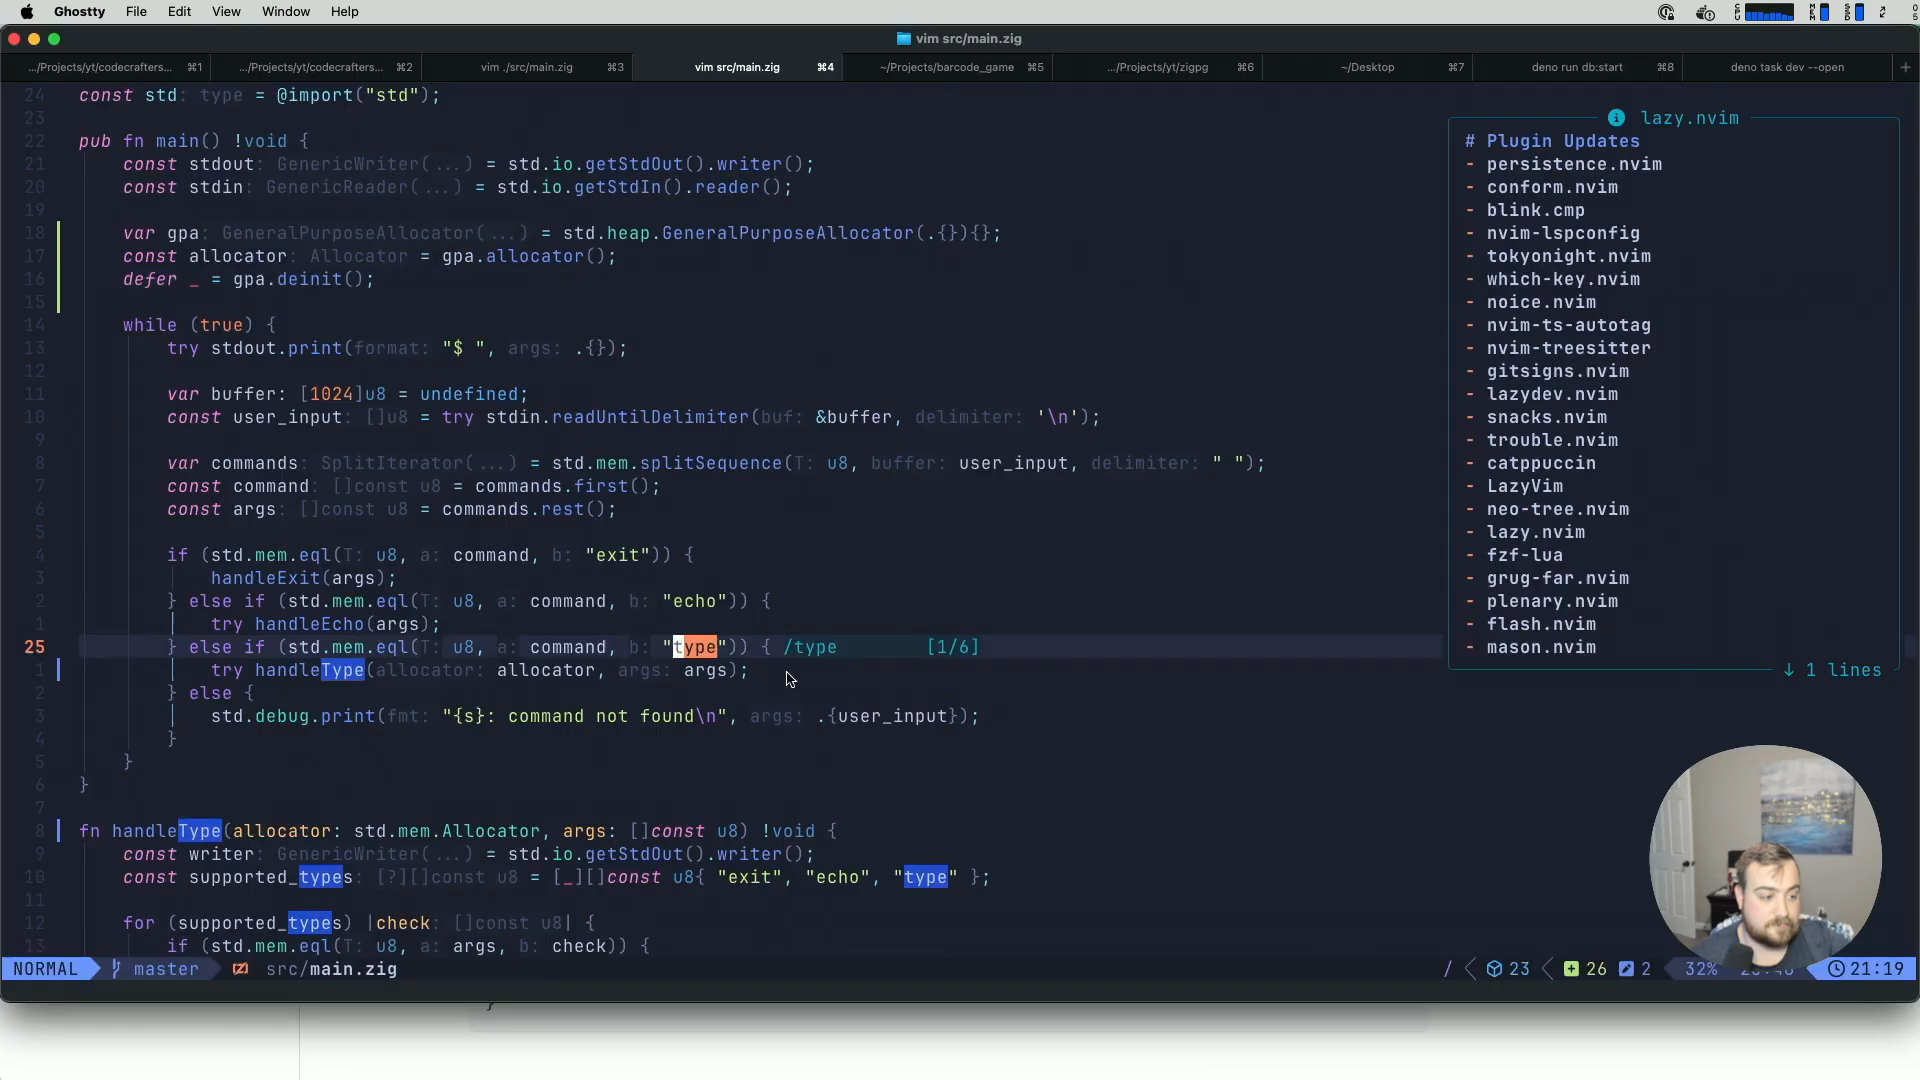 Ghostty File Edit View Window Help
vim src/main.zig
.../Projects/yt/codecrafters... ⌘1 .../Projects/yt/codecrafters... ⌘2 vim ./src/main.zig ⌘3 vim src/main.zig ⌘4 ~/Projects/barcode_game ⌘5 .../Projects/yt/zigpg ⌘6 ~/Desktop ⌘7 deno run db:start ⌘8 deno task dev --open +
24 const std: type = @import("std");
23
22 pub fn main() !void {
21 const stdout: GenericWriter(...) = std.io.getStdOut().writer();
20 const stdin: GenericReader(...) = std.io.getStdIn().reader();
19
18 var gpa: GeneralPurposeAllocator(...) = std.heap.GeneralPurposeAllocator(.{}){};
17 const allocator: Allocator = gpa.allocator();
16 defer _ = gpa.deinit();
15
14 while (true) {
13 try stdout.print(format: "$ ", args: .{});
12
11 var buffer: [1024]u8 = undefined;
10 const user_input: []u8 = try stdin.readUntilDelimiter(buf: &buffer, delimiter: '\n');
9
8 var commands: SplitIterator(...) = std.mem.splitSequence(T: u8, buffer: user_input, delimiter: " ");
7 const command: []const u8 = commands.first();
6 const args: []const u8 = commands.rest();
5
4 if (std.mem.eql(T: u8, a: command, b: "exit")) {
3 handleExit(args);
2 } else if (std.mem.eql(T: u8, a: command, b: "echo")) {
1 try handleEcho(args);
25 } else if (std.mem.eql(T: u8, a: command, b: "type")) { /type [1/6]
1 try handleType(allocator: allocator, args: args);
2 } else {
3 std.debug.print(fmt: "{s}: command not found\n", args: .{user_input});
4 }
5 }
6 }
7
8 fn handleType(allocator: std.mem.Allocator, args: []const u8) !void {
9 const writer: GenericWriter(...) = std.io.getStdOut().writer();
10 const supported_types: [?][]const u8 = [_][]const u8{ "exit", "echo", "type" };
11
12 for (supported_types) |check: []const u8| {
13 if (std.mem.eql(T: u8, a: args, b: check)) {
lazy.nvim
# Plugin Updates
- persistence.nvim
- conform.nvim
- blink.cmp
- nvim-lspconfig
- tokyonight.nvim
- which-key.nvim
- noice.nvim
- nvim-ts-autotag
- nvim-treesitter
- gitsigns.nvim
- lazydev.nvim
- snacks.nvim
- trouble.nvim
- catppuccin
- LazyVim
- neo-tree.nvim
- lazy.nvim
- fzf-lua
- grug-far.nvim
- plenary.nvim
- flash.nvim
- mason.nvim
↓ 1 lines
NORMAL master src/main.zig / 23 26 2 32% 21:19
}